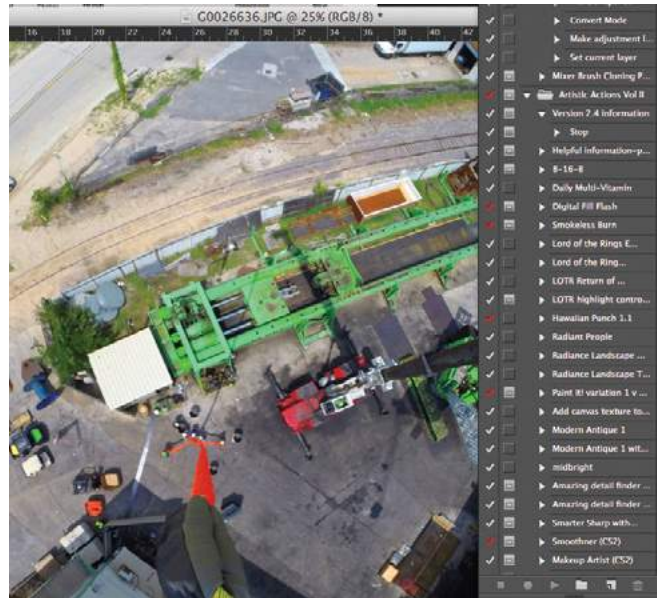 G0026636.JPG @ 25% (RGB/8) *
16 18 20 22 24 26 28 30 32 34 36 38 40 42
Convert Mode
Make adjustment l...
Set current layer
Mixer Brush Cloning P...
Artistic Actions Vol II
Version 2.4 information
Stop
Helpful information-p...
8-16-8
Daily Multi-Vitamin
Digital Fill Flash
Smokeless Burn
Lord of the Rings E...
Lord of the Ring...
LOTR Return of ...
LOTR highlight contro...
Hawaiian Punch 1.1
Radiant People
Radiance Landscape ...
Radiance Landscape T...
Paint it! variation 1 v ...
Add canvas texture to...
Modern Antique 1
Modern Antique 1 wit...
midbright
Amazing detail finder ...
Amazing detail finder ...
Smarter Sharp with...
Smoothner (CS2)
Makeup Artist (CS2)